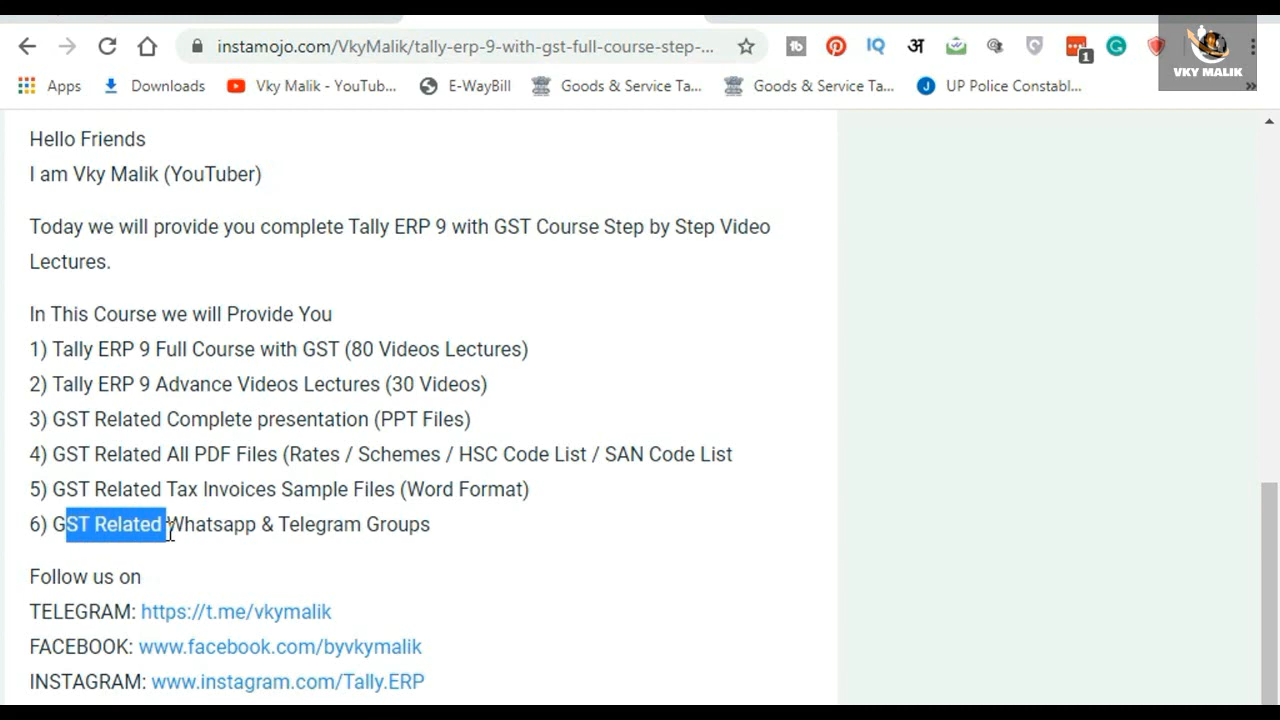 instamojo.com/VkyMalik/tally-erp-9-with-gst-full-course-step-...
IQ
अ
1
VKY MALIK
Apps
Downloads
Vky Malik - YouTub...
E-WayBill
Goods & Service Ta...
Goods & Service Ta...
UP Police Constabl...
Hello Friends
I am Vky Malik (YouTuber)
Today we will provide you complete Tally ERP 9 with GST Course Step by Step Video
Lectures.
In This Course we will Provide You
1) Tally ERP 9 Full Course with GST (80 Videos Lectures)
2) Tally ERP 9 Advance Videos Lectures (30 Videos)
3) GST Related Complete presentation (PPT Files)
4) GST Related All PDF Files (Rates / Schemes / HSC Code List / SAN Code List
5) GST Related Tax Invoices Sample Files (Word Format)
6) GST Related Whatsapp & Telegram Groups
Follow us on
TELEGRAM: https://t.me/vkymalik
FACEBOOK: www.facebook.com/byvkymalik
INSTAGRAM: www.instagram.com/Tally.ERP